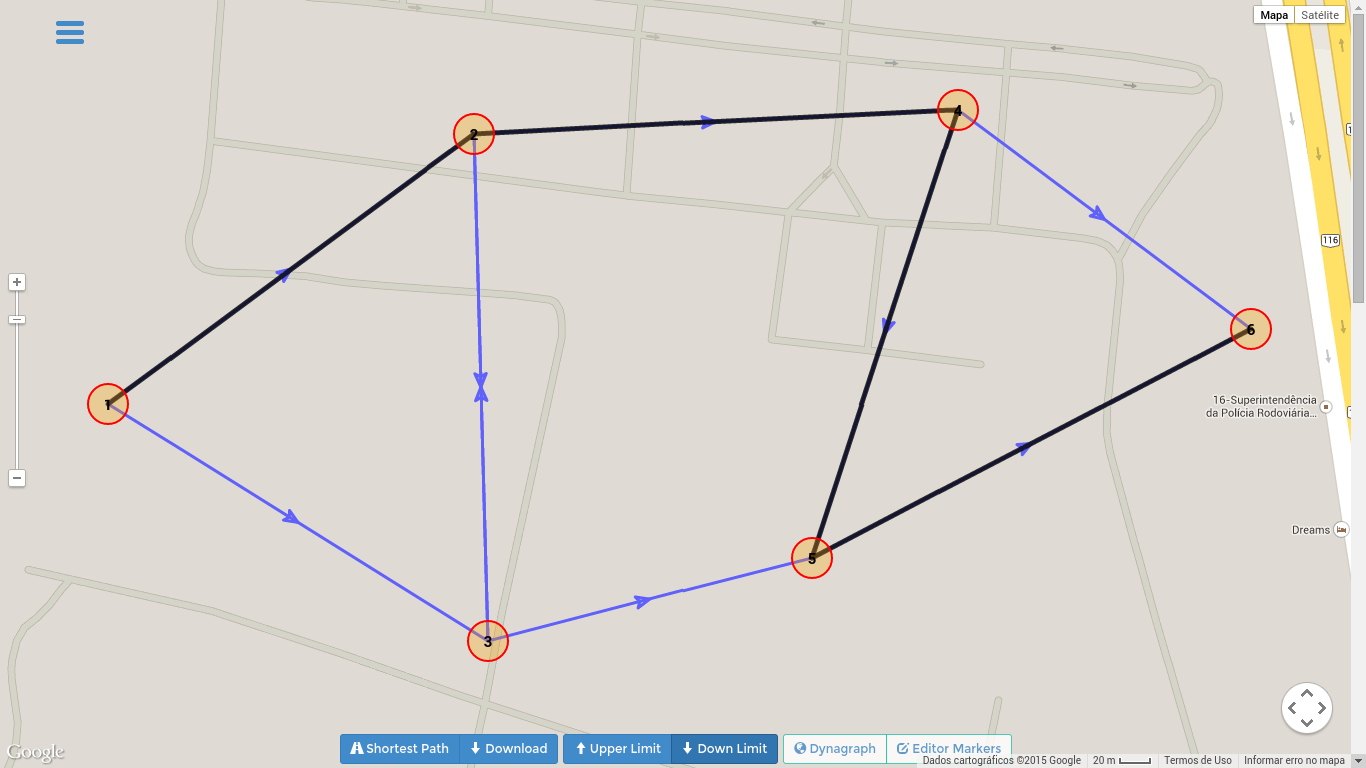 Mapa Satélite
1
2
4
116
1
6
16-Superintendência
da Polícia Rodoviária...
5
Dreams
3
Google
Shortest Path Download Upper Limit Down Limit Dynagraph Editor Markers
Dados cartográficos ©2015 Google 20 m Termos de Uso Informar erro no mapa